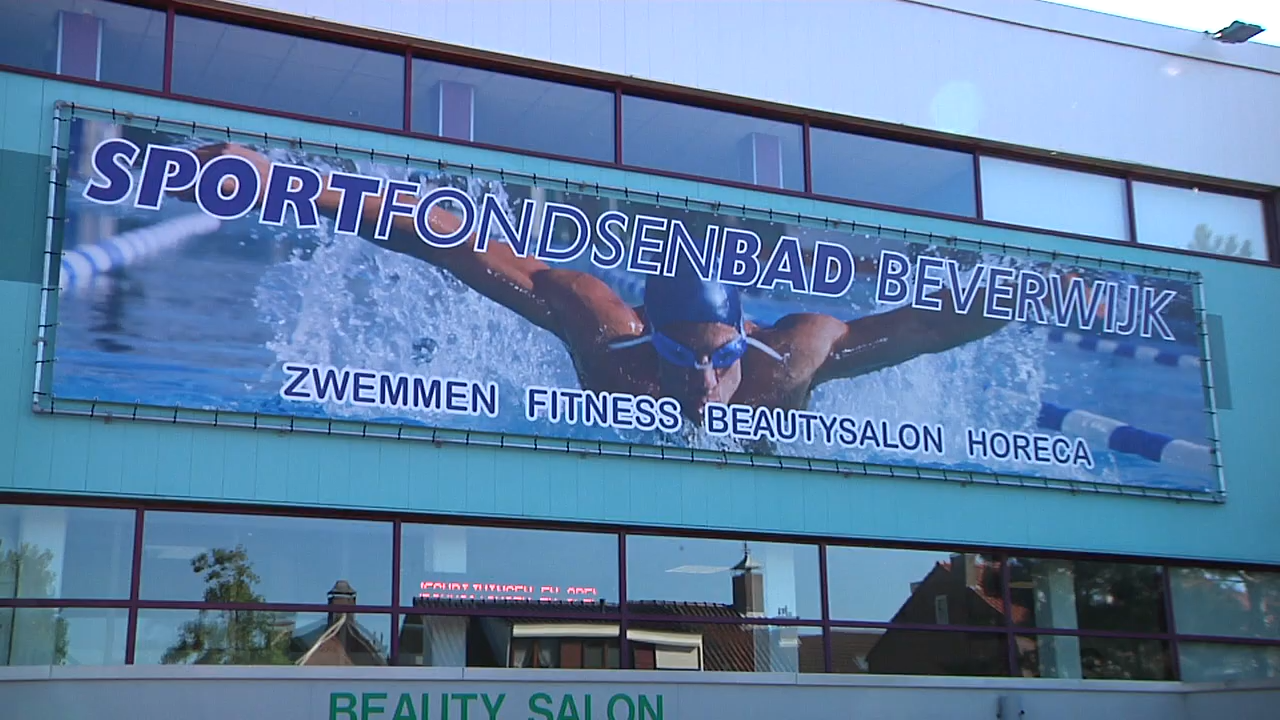 SPORTFONDSENBAD BEVERWIJK
ZWEMMEN FITNESS BEAUTYSALON HORECA
BEAUTY SALON